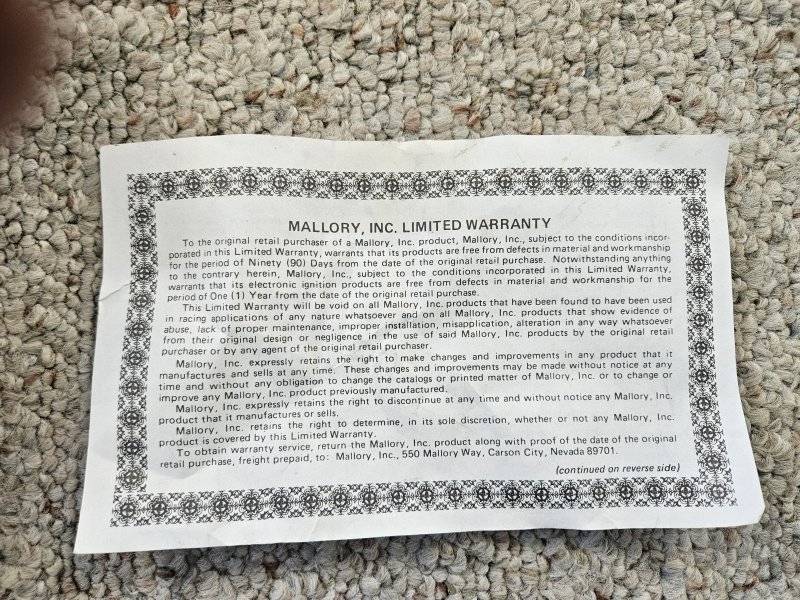 MALLORY, INC. LIMITED WARRANTY
To the original retail purchaser of a Mallory, Inc. product, Mallory, Inc., subject to the conditions incor-
porated in this Limited Warranty, warrants that its products are free from defects in material and workmanship
for the period of Ninety (90) Days from the date of the original retail purchase. Notwithstanding anything
to the contrary herein, Mallory, Inc., subject to the conditions incorporated in this Limited Warranty,
warrants that its electronic ignition products are free from defects in material and workmanship for the
period of One (1) Year from the date of the original retail purchase.
This Limited Warranty will be void on all Mallory, Inc. products that have been found to have been used
in racing applications of any nature whatsoever and on all Mallory, Inc. products that show evidence of
abuse, lack of proper maintenance, improper installation, misapplication, alteration in any way whatsoever
from their original design or negligence in the use of said Mallory, Inc. products by the original retail
purchaser or by any agent of the original retail purchaser.
Mallory, Inc. expressly retains the right to make changes and improvements in any product that it
manufactures and sells at any time. These changes and improvements may be made without notice at any
time and without any obligation to change the catalogs or printed matter of Mallory, Inc. or to change or
improve any Mallory, Inc. product previously manufactured.
Mallory, Inc. expressly retains the right to discontinue at any time and without notice any Mallory, Inc.
product that it manufactures or sells.
Mallory, Inc. retains the right to determine, in its sole discretion, whether or not any Mallory, Inc.
product is covered by this Limited Warranty.
To obtain warranty service, return the Mallory, Inc. product along with proof of the date of the original
retail purchase, freight prepaid, to: Mallory, Inc., 550 Mallory Way, Carson City, Nevada 89701.
(continued on reverse side)